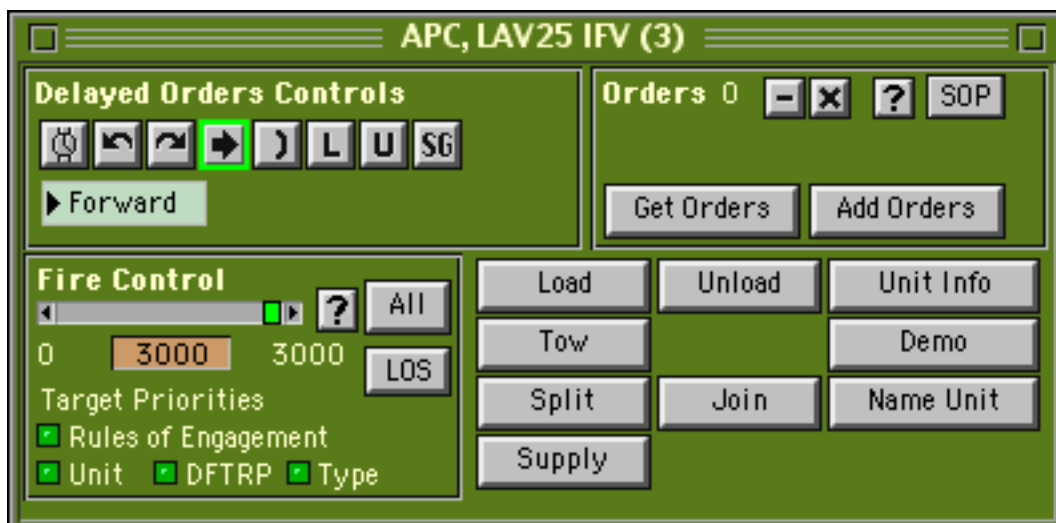 APC, LAV25 IFV (3)
Delayed Orders Controls
L U SG
Forward
Orders 0 - × ? SOP
Get Orders Add Orders
Fire Control
? All
0 3000 3000
LOS
Target Priorities
Rules of Engagement
Unit DFTRP Type
Load Unload Unit Info
Tow Demo
Split Join Name Unit
Supply